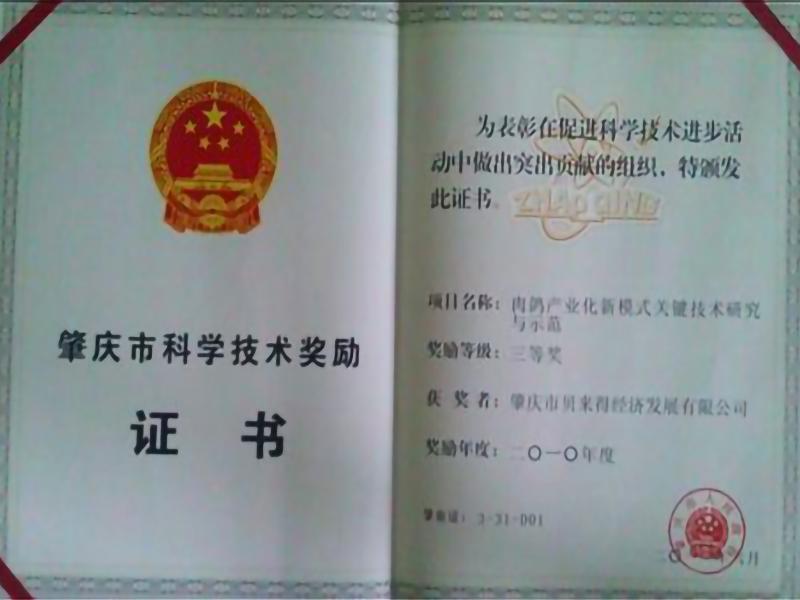 肇庆市科学技术奖励
证 书
为表彰在促进科学技术进步活
动中做出突出贡献的组织，特颁发
此证书。
ZHAO QING
项目名称：肉鸽产业化新模式关键技术研究
与示范
奖励等级：三等奖
获 奖 者：肇庆市贝来得经济发展有限公司
奖励年度：二〇一〇年度
3-31-001